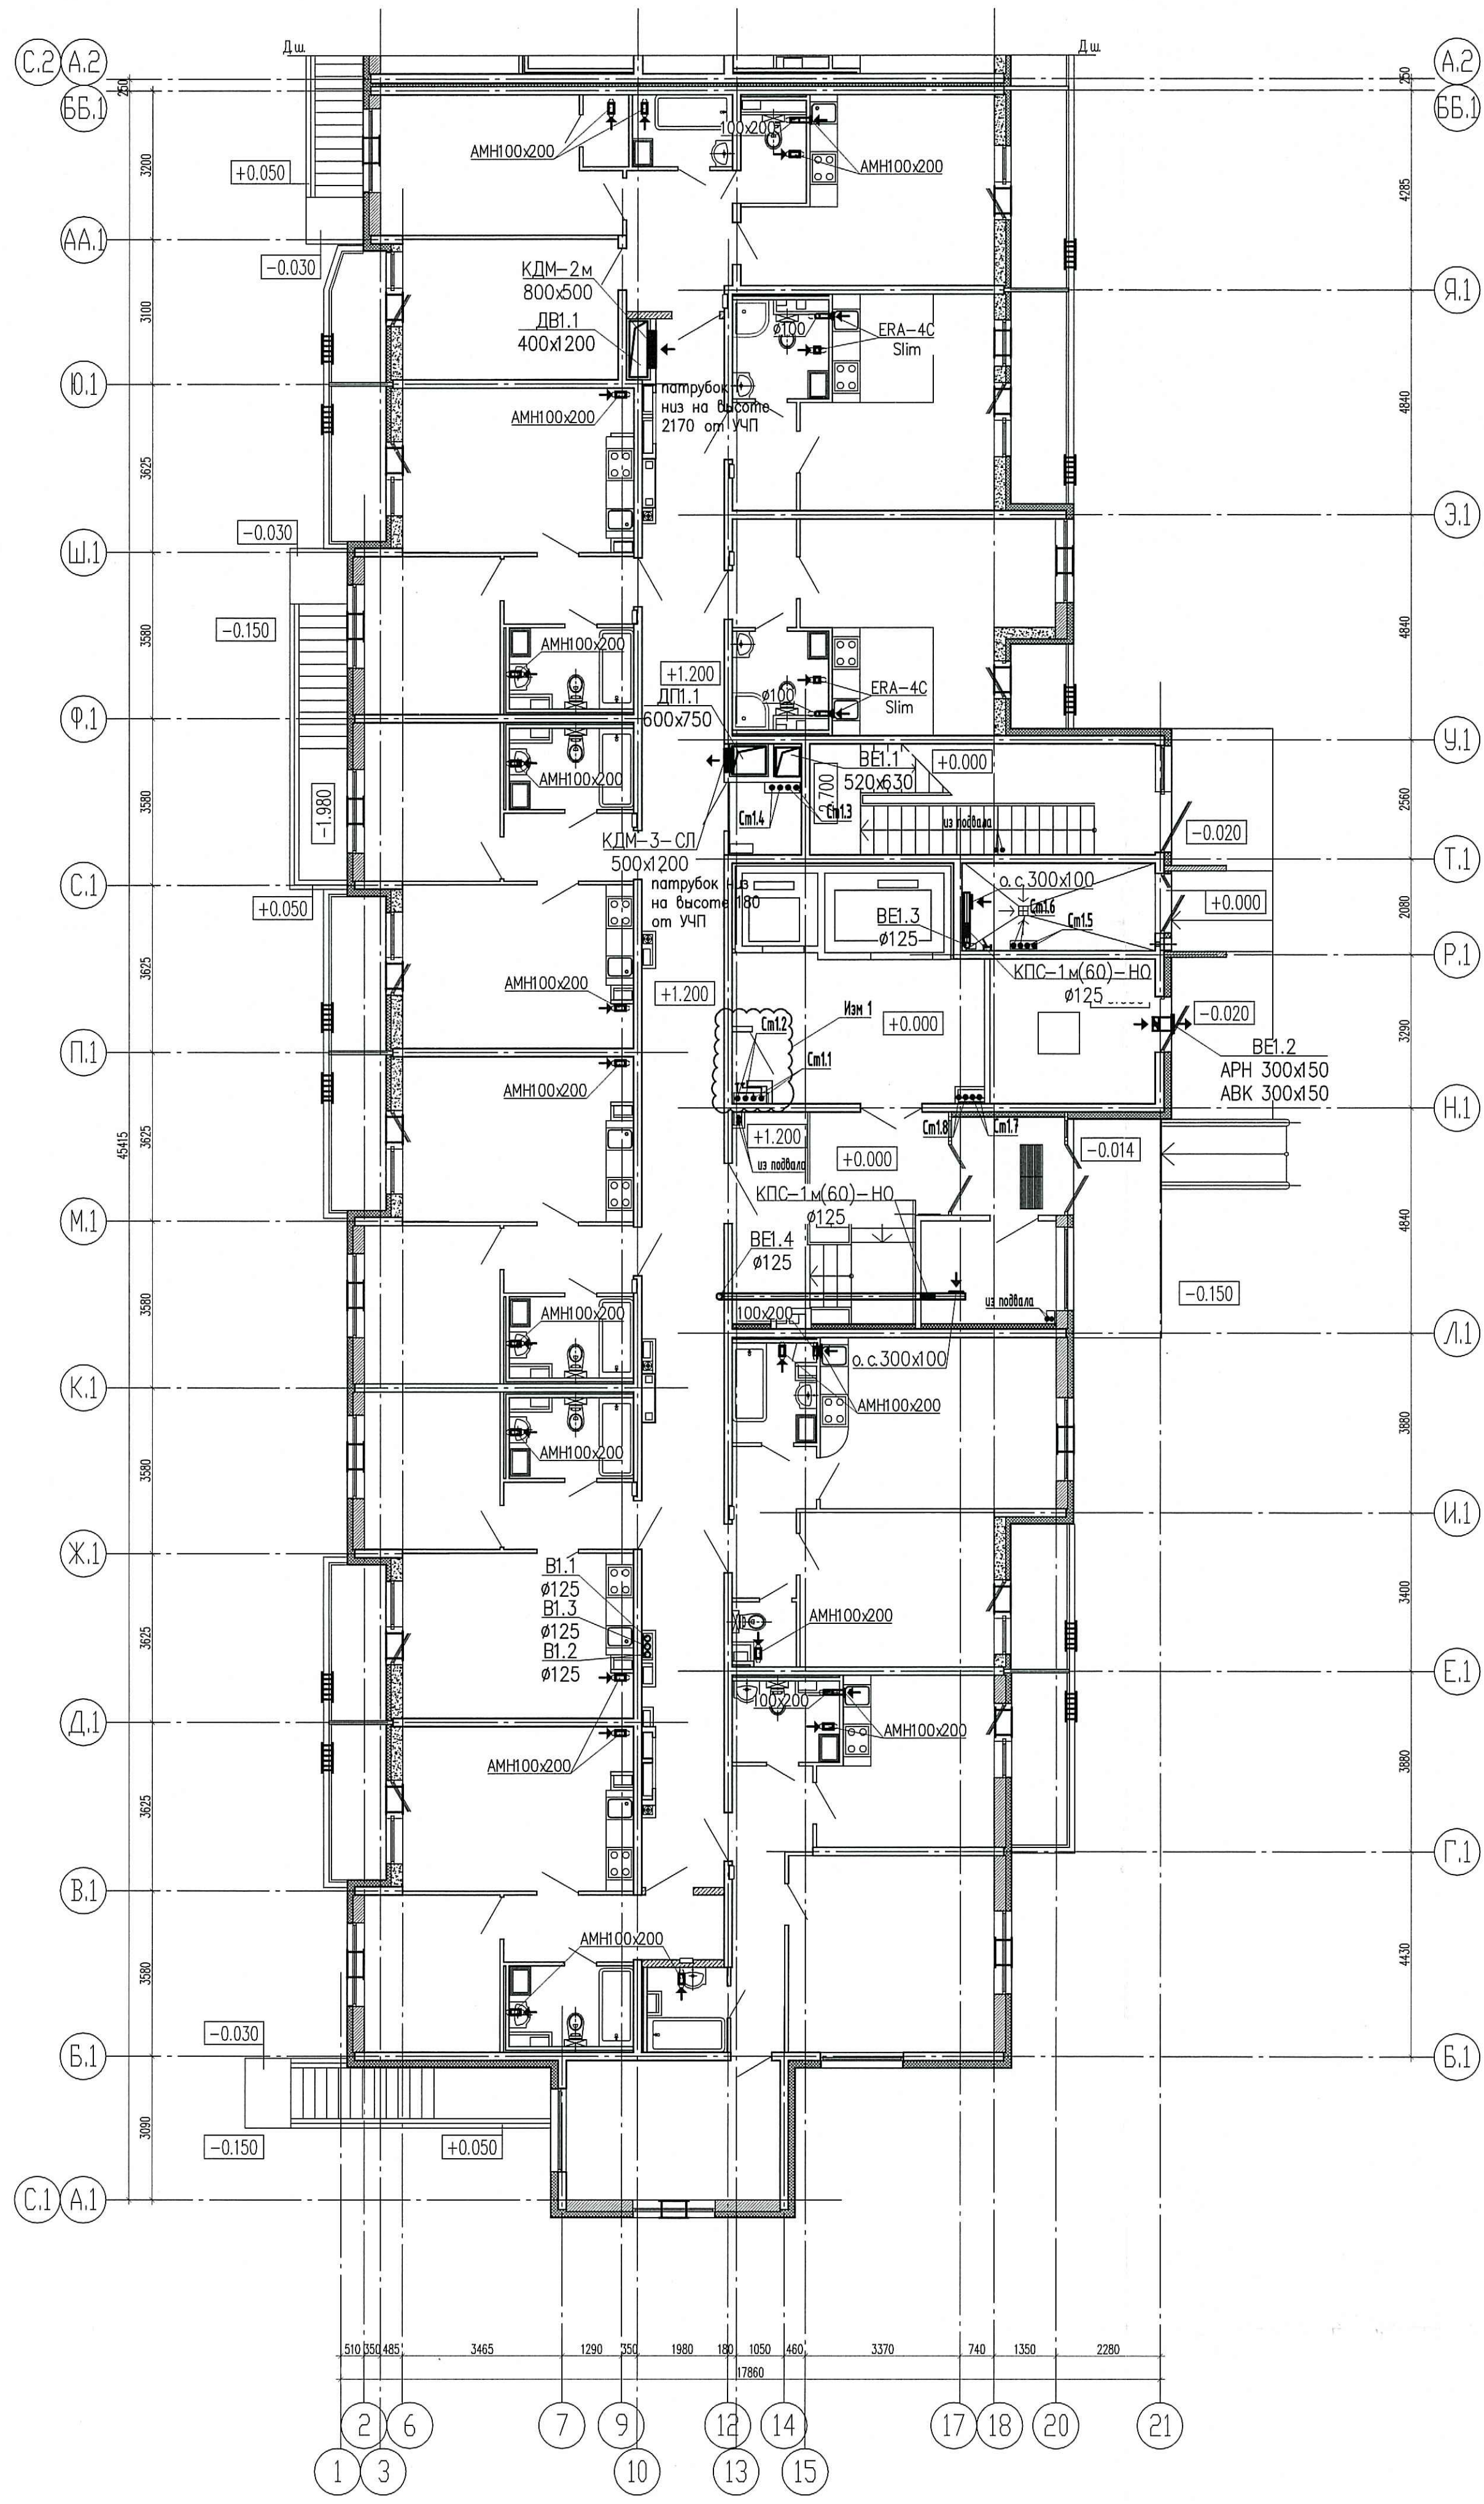 Д.ш.
Д.ш.
С.2
А.2
А.2
ББ.1
ББ.1
250
250
3200
4285
100х200
АМН100х200
АМН100х200
+0.050
АА.1
-0.030
КДМ-2м
800х500
ДВ1.1
400х1200
Я.1
3100
ø100
ERA-4С
Slim
Ю.1
патрубок
низ на высоте
2170 от УЧП
АМН100х200
4840
3625
Э.1
-0.030
Ш.1
-0.150
3580
4840
АМН100х200
+1.200
ДП1.1
600х750
ø100
ERA-4С
Slim
Ф.1
У.1
АМН100х200
ВЕ1.1
520х630
+0.000
-1.980
3580
2560
Ст1.4
Ст1.3
из подвала
-0.020
КДМ-3-СЛ
500х1200
Т.1
патрубок низ
на высоте 180
от УЧП
С.1
+0.050
о.с.300х100
ВЕ1.3
ø125
Ст1.6
Ст1.5
+0.000
2080
Р.1
3625
АМН100х200
+1.200
КПС-1м(60)-НО
ø125
Изм 1
Ст1.2
+0.000
-0.020
3290
П.1
Ст1.1
ВЕ1.2
АРН 300х150
АВК 300х150
АМН100х200
Н.1
45415
3625
+1.200
из подвала
Ст1.8
Ст1.7
+0.000
-0.014
КПС-1м(60)-НО
ø125
4840
М.1
ВЕ1.4
ø125
3580
АМН100х200
100х200
из подвала
-0.150
Л.1
о.с.300х100
К.1
АМН100х200
3880
АМН100х200
3580
И.1
Ж.1
В1.1
ø125
В1.3
ø125
В1.2
ø125
3400
АМН100х200
3625
Е.1
100х200
Д.1
АМН100х200
АМН100х200
3880
3625
Г.1
В.1
АМН100х200
3580
4430
-0.030
Б.1
Б.1
3090
-0.150
+0.050
С.1
А.1
510
350
485
3465
1290
350
1980
180
1050
460
3370
740
1350
2280
17860
2
6
7
9
12
14
17
18
20
21
1
3
10
13
15